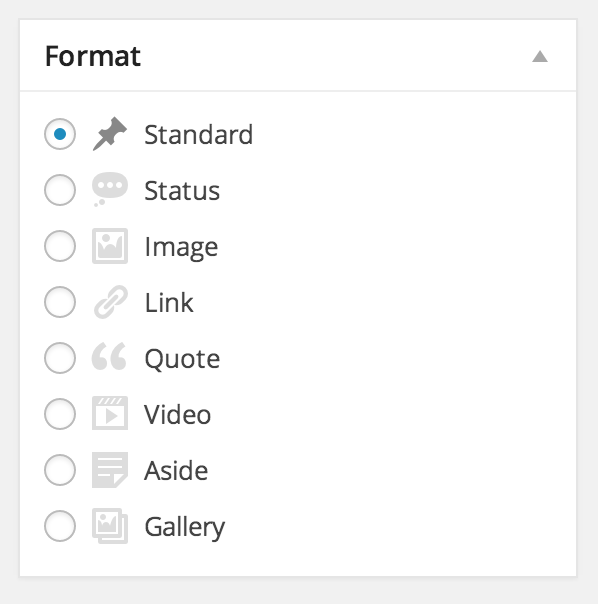 Format
Standard
Status
Image
Link
Quote
Video
Aside
Gallery